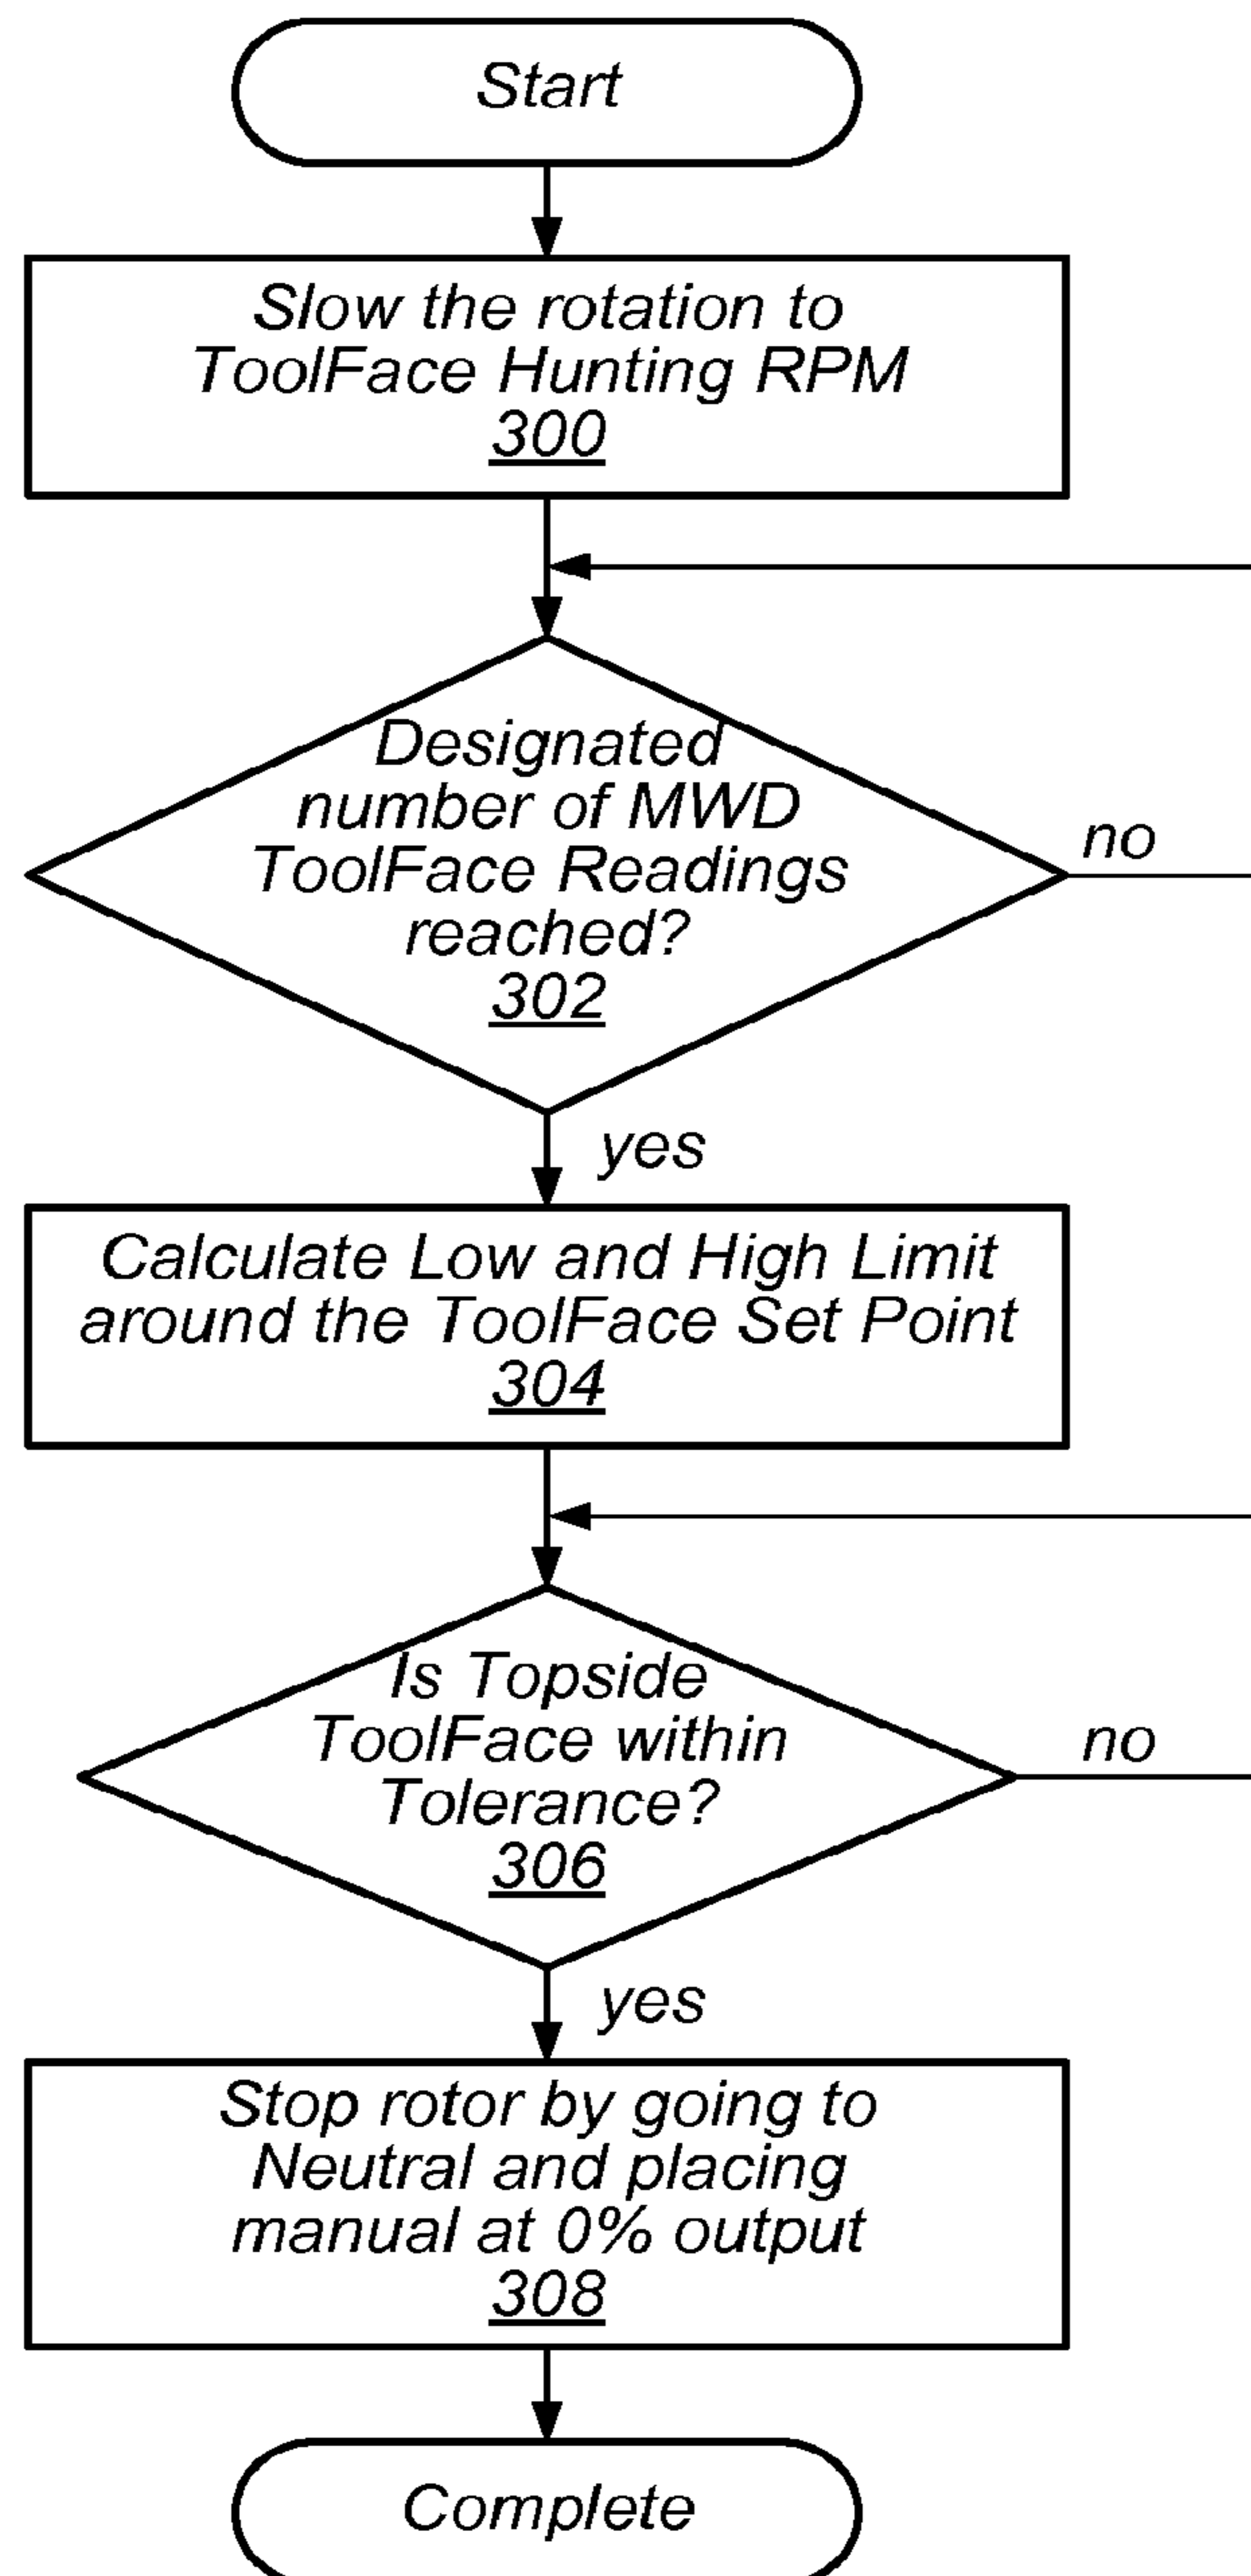 Start
Slow the rotation to
ToolFace Hunting RPM
300
Designated
number of MWD
ToolFace Readings
reached?
302
no
yes
Calculate Low and High Limit
around the ToolFace Set Point
304
Is Topside
ToolFace within
Tolerance?
306
no
yes
Stop rotor by going to
Neutral and placing
manual at 0% output
308
Complete